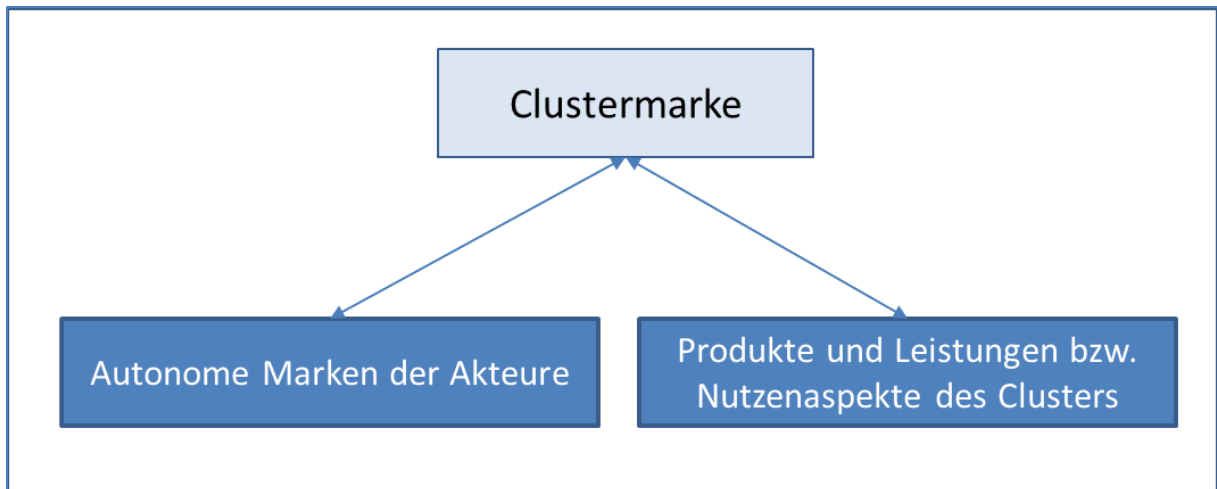 Clustermarke
Autonome Marken der Akteure
Produkte und Leistungen bzw.
Nutzenaspekte des Clusters